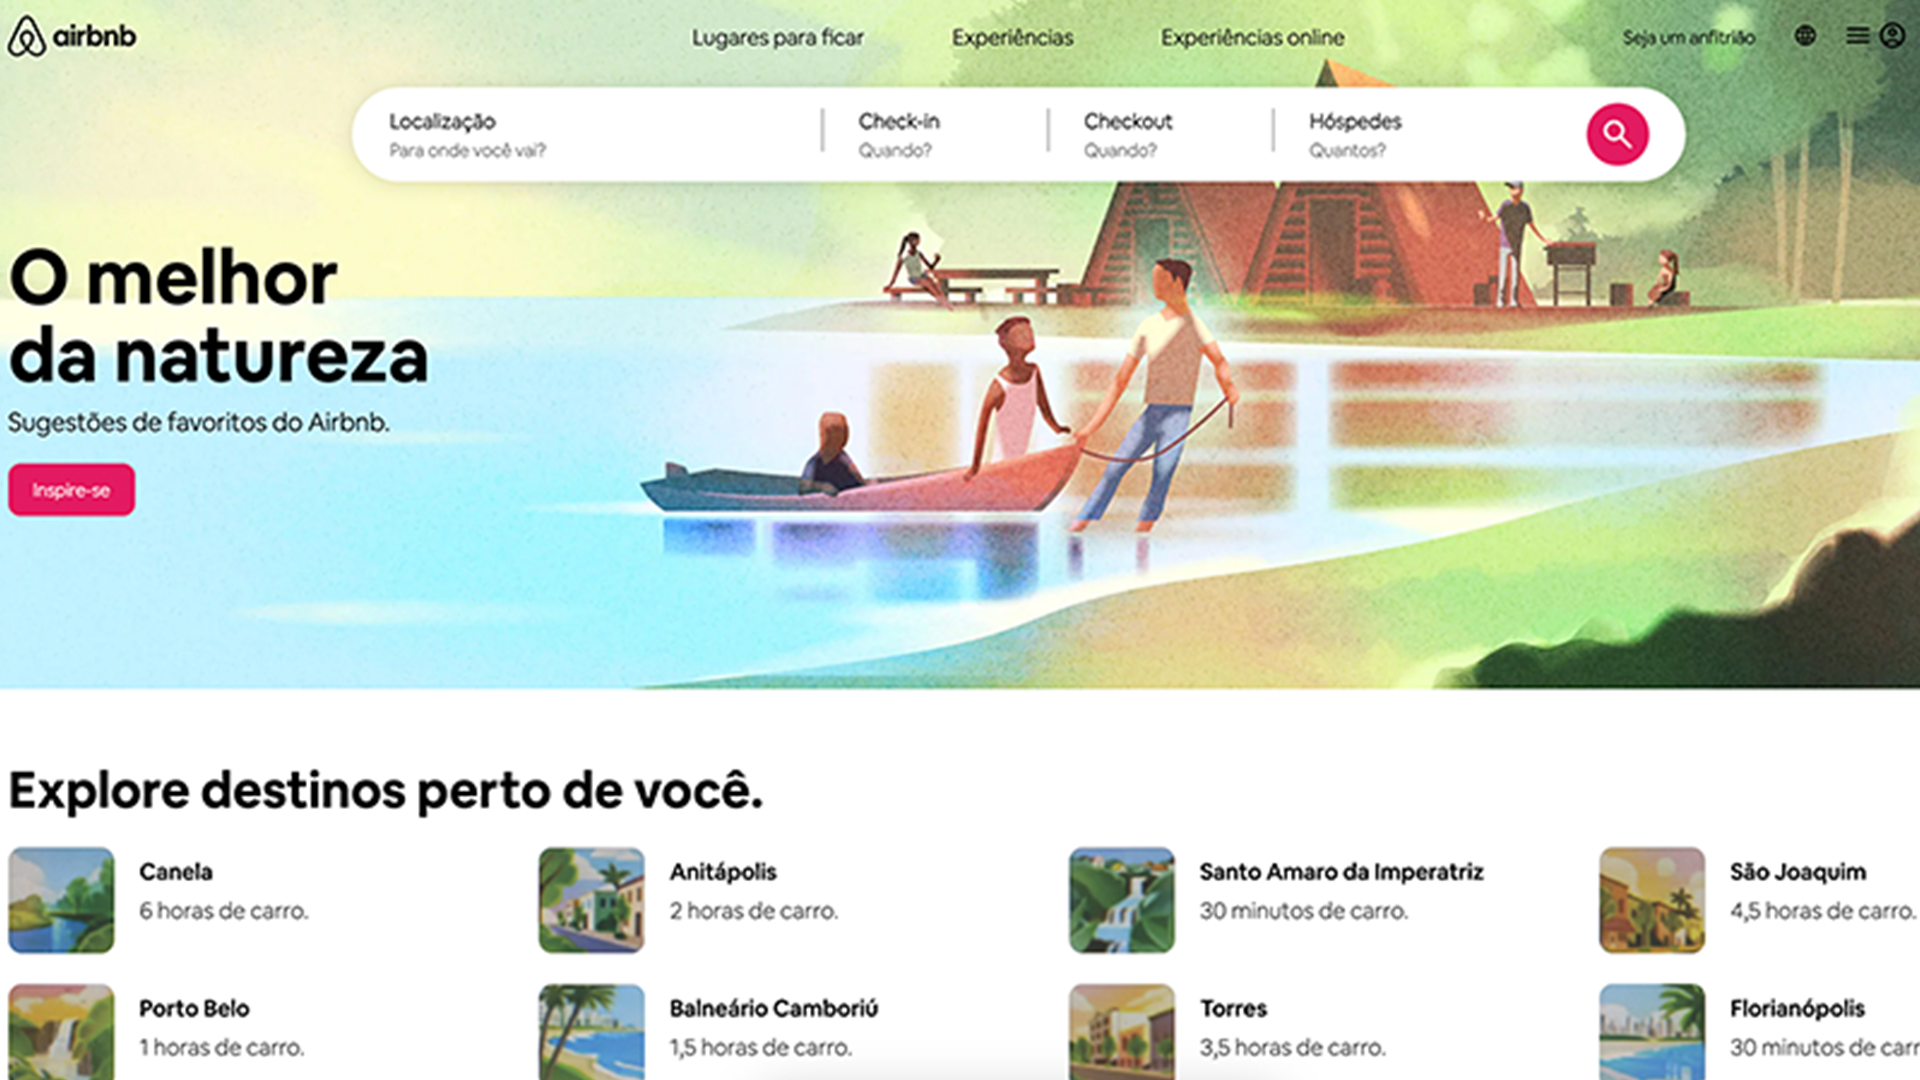 airbnb
Lugares para ficar
Experiências
Experiências online
Seja um anfitrião
Localização
Para onde você vai?
Check-in
Quando?
Checkout
Quando?
Hóspedes
Quantos?
O melhor
da natureza
Sugestões de favoritos do Airbnb.
Inspire-se
Explore destinos perto de você.
Canela
6 horas de carro.
Anitápolis
2 horas de carro.
Santo Amaro da Imperatriz
30 minutos de carro.
São Joaquim
4,5 horas de carro.
Porto Belo
1 horas de carro.
Balneário Camboriú
1,5 horas de carro.
Torres
3,5 horas de carro.
Florianópolis
30 minutos de carr